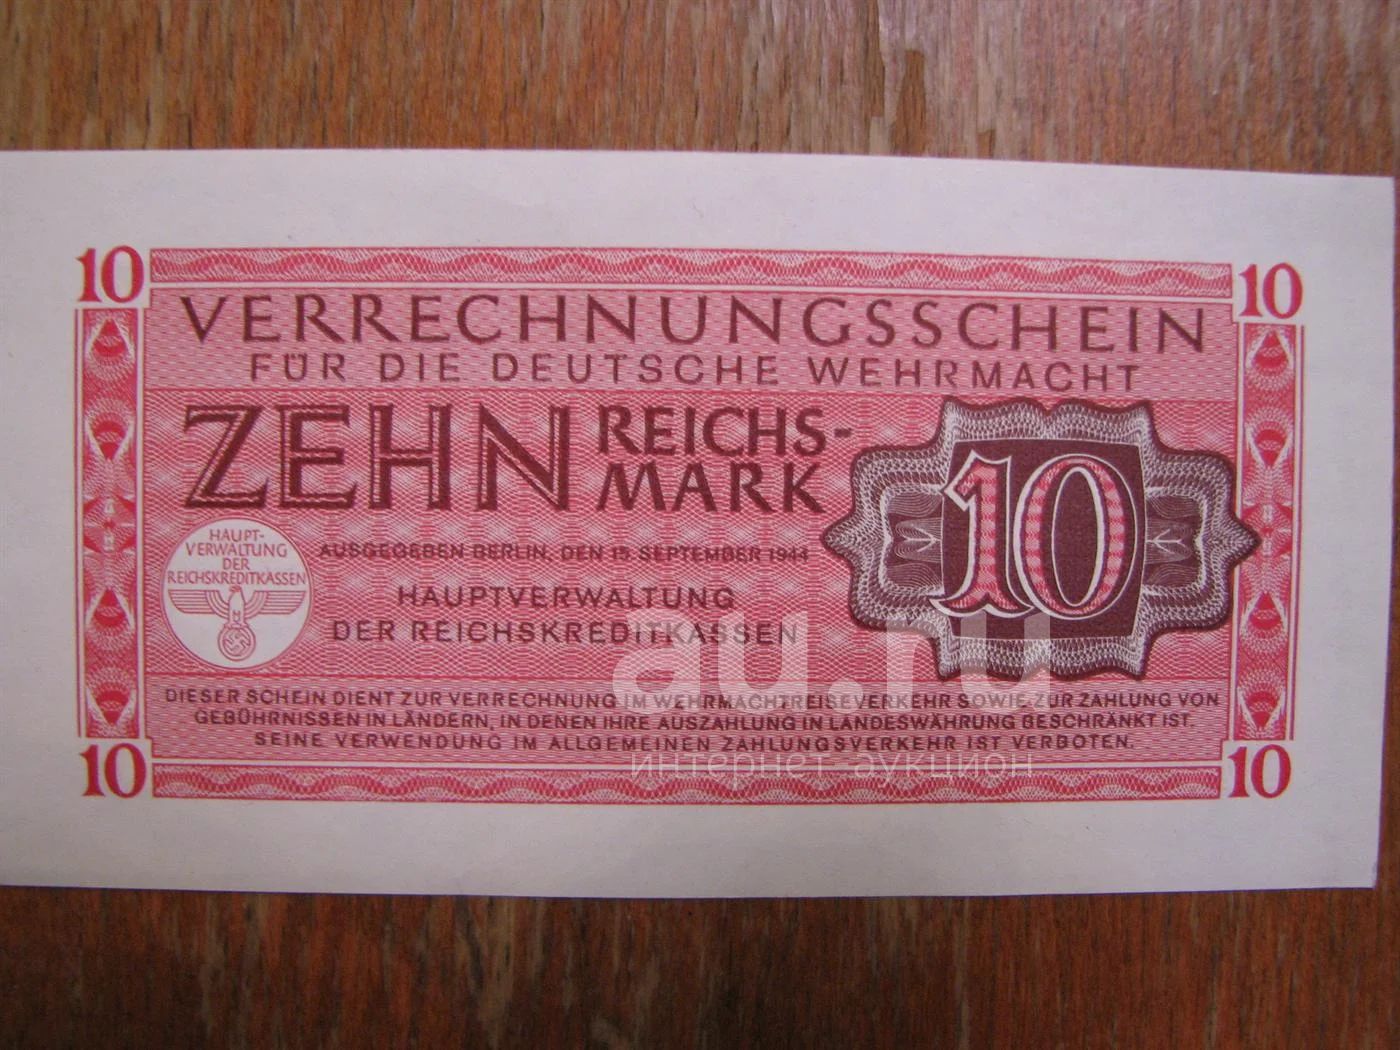 10
10
VERRECHNUNGSSCHEIN
FÜR DIE DEUTSCHE WEHRMACHT
ZEHN REICHS-
MARK
10
HAUPT-
VERWALTUNG
DER
REICHSKREDITKASSEN
AUSGEGEBEN BERLIN, DEN 15. SEPTEMBER 1944
HAUPTVERWALTUNG
DER REICHSKREDITKASSEN
au.ru
DIESER SCHEIN DIENT ZUR VERRECHNUNG IM WEHRMACHTREISEVERKEHR SOWIE ZUR ZAHLUNG VON
GEBÜHRNISSEN IN LÄNDERN, IN DENEN IHRE AUSZAHLUNG IN LANDESWÄHRUNG BESCHRÄNKT IST.
SEINE VERWENDUNG IM ALLGEMEINEN ZAHLUNGSVERKEHR IST VERBOTEN.
интернет аукцион
10
10